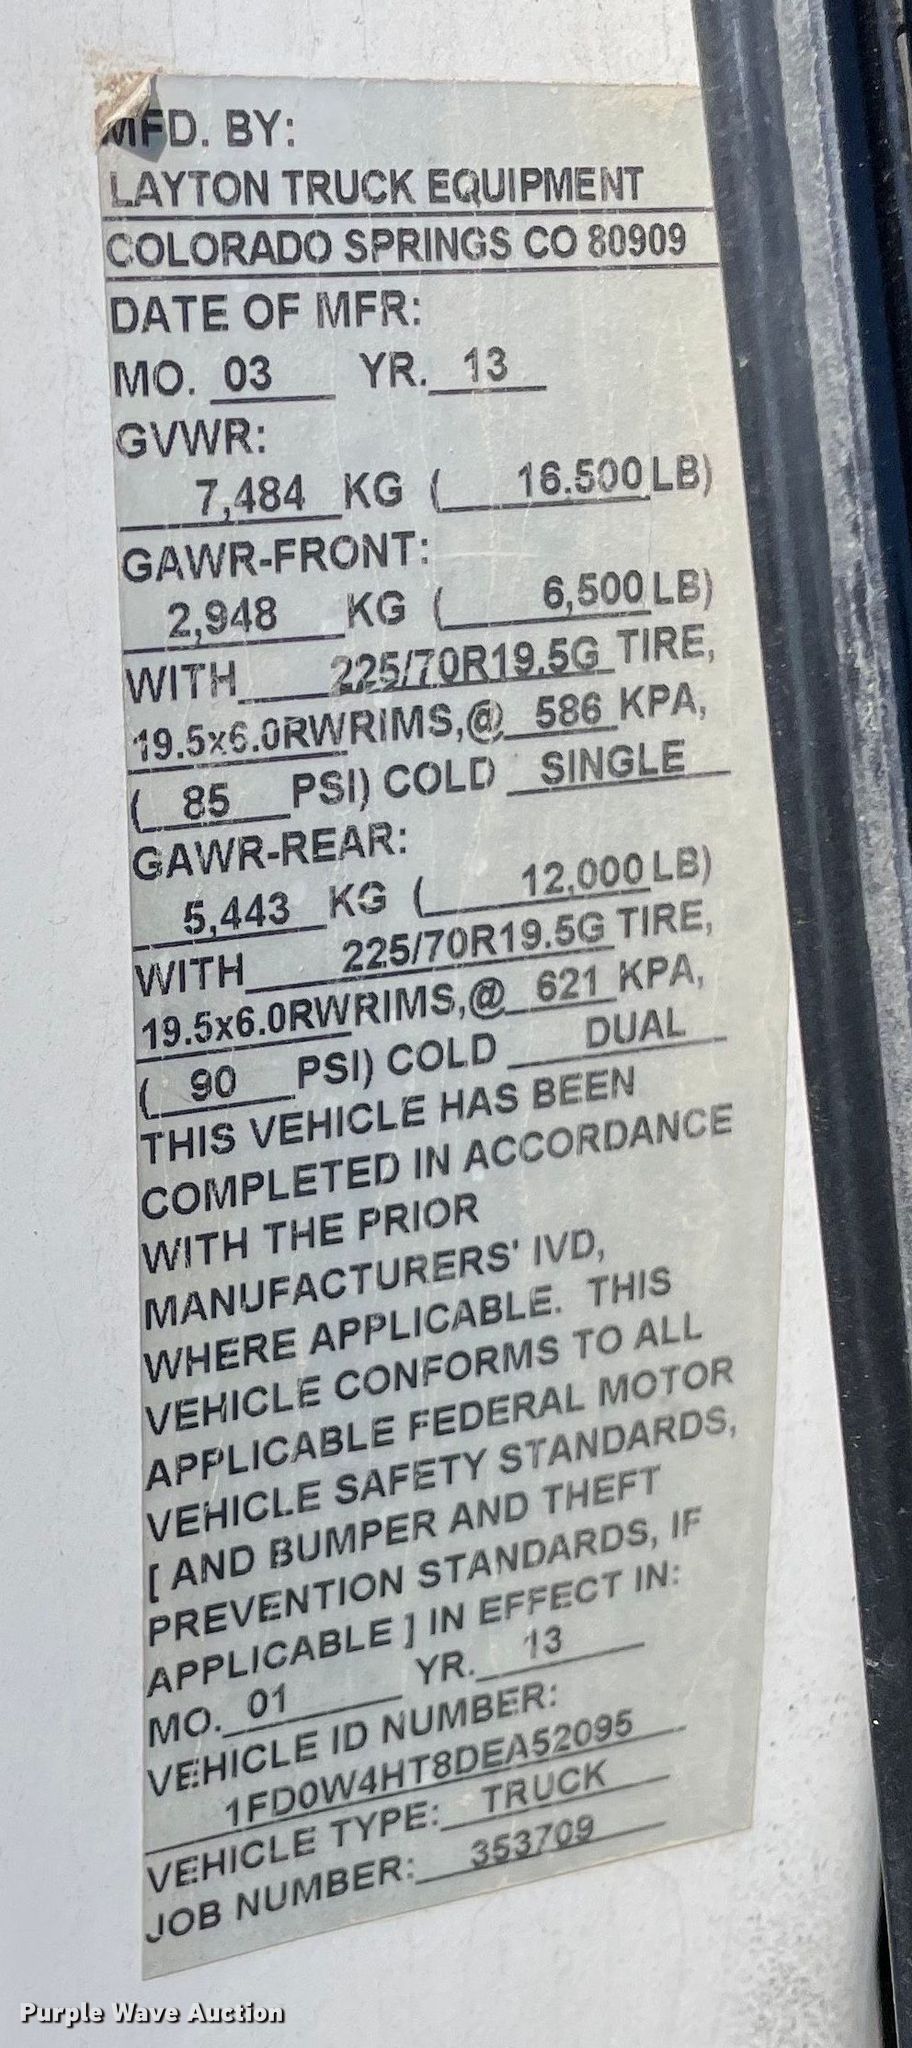 MFD. BY:
LAYTON TRUCK EQUIPMENT
COLORADO SPRINGS CO 80909
DATE OF MFR:
MO. 03 YR. 13
GVWR:
7,484 KG ( 16.500 LB)
GAWR-FRONT:
2,948 KG ( 6,500 LB)
WITH 225/70R19.5G TIRE,
19.5x6.0RW RIMS,@ 586 KPA,
( 85 PSI) COLD SINGLE
GAWR-REAR:
5,443 KG ( 12,000 LB)
WITH 225/70R19.5G TIRE,
19.5x6.0RW RIMS,@ 621 KPA,
( 90 PSI) COLD DUAL
THIS VEHICLE HAS BEEN
COMPLETED IN ACCORDANCE
WITH THE PRIOR
MANUFACTURERS' IVD,
WHERE APPLICABLE. THIS
VEHICLE CONFORMS TO ALL
APPLICABLE FEDERAL MOTOR
VEHICLE SAFETY STANDARDS,
[ AND BUMPER AND THEFT
PREVENTION STANDARDS, IF
APPLICABLE ] IN EFFECT IN:
MO. 01 YR. 13
VEHICLE ID NUMBER:
1FD0W4HT8DEA52095
VEHICLE TYPE: TRUCK
JOB NUMBER: 353709
Purple Wave Auction